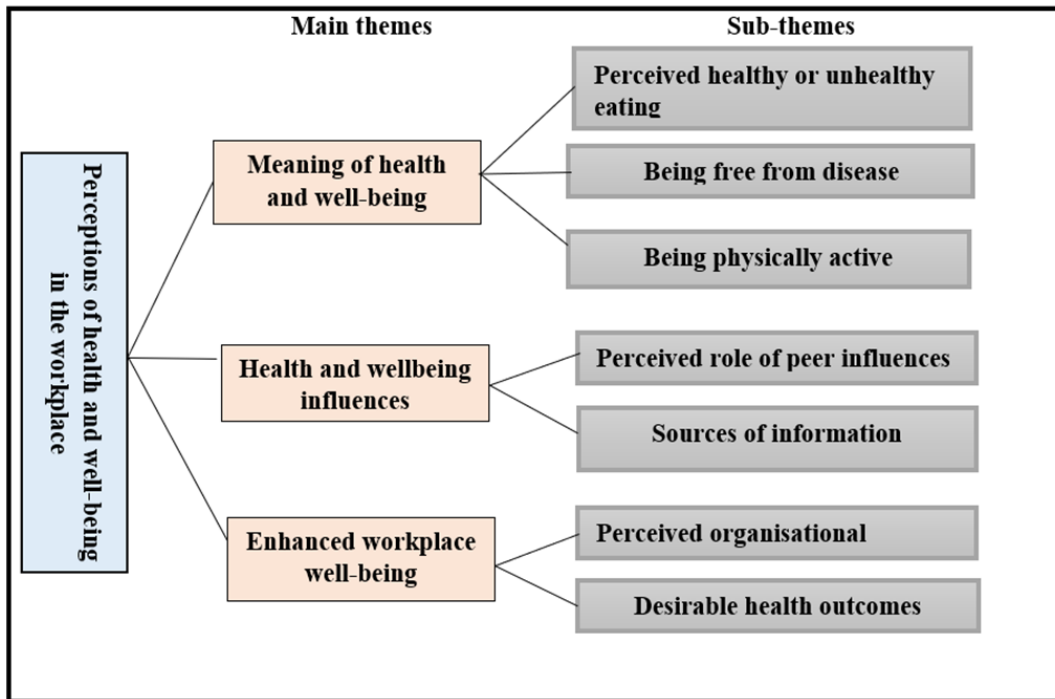 Main themes
Sub-themes
Perceptions of health and well-being
in the workplace
Meaning of health
and well-being
Perceived healthy or unhealthy
eating
Being free from disease
Being physically active
Health and wellbeing
influences
Perceived role of peer influences
Sources of information
Enhanced workplace
well-being
Perceived organisational
Desirable health outcomes